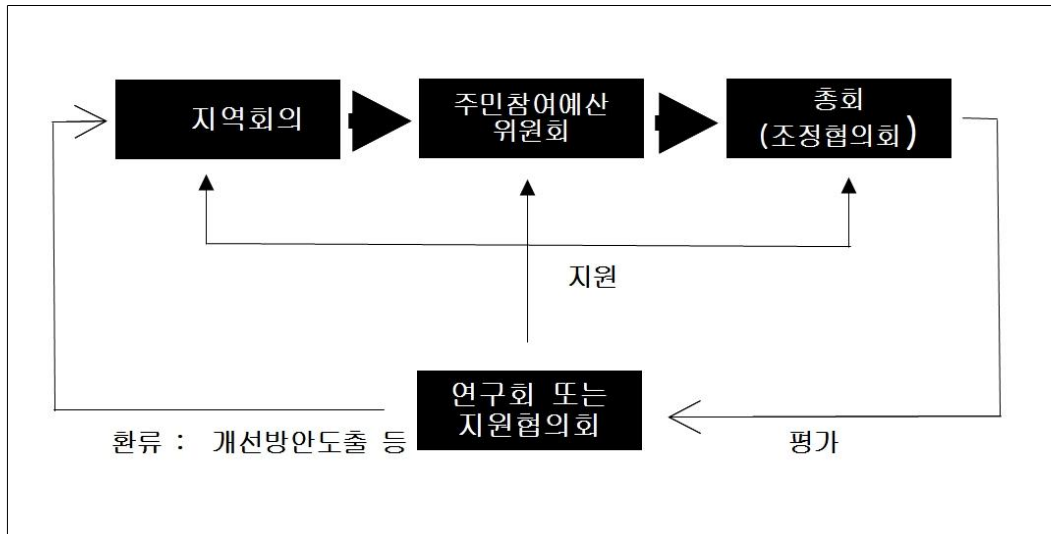 지역회의
주민참여예산
위원회
총회
(조정협의회)
지원
연구회 또는
지원협의회
환류 : 개선방안도출 등
평가